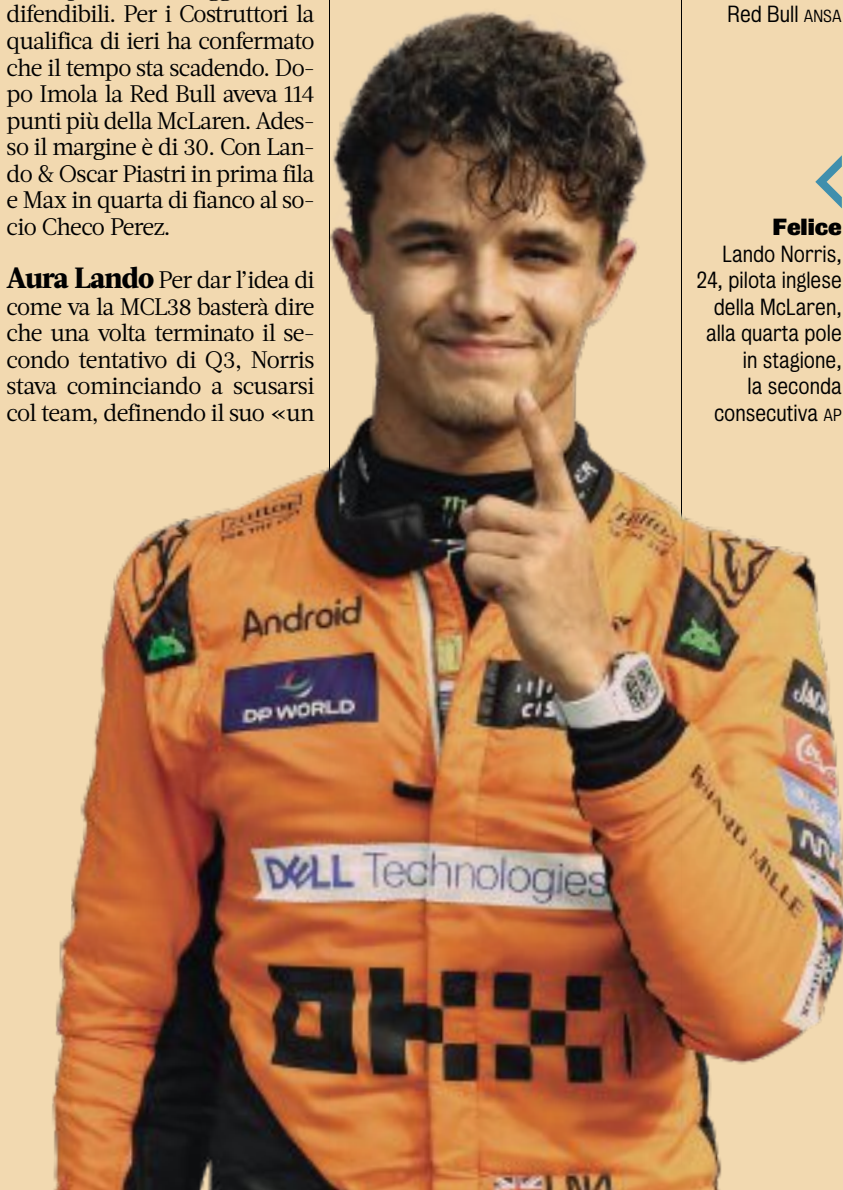 difendibili. Per i Costruttori la
qualifica di ieri ha confermato
che il tempo sta scadendo. Do-
po Imola la Red Bull aveva 114
punti più della McLaren. Ades-
so il margine è di 30. Con Lan-
do & Oscar Piastri in prima fila
e Max in quarta di fianco al so-
cio Checo Perez.
Aura Lando Per dar l'idea di
come va la MCL38 basterà dire
che una volta terminato il se-
condo tentativo di Q3, Norris
stava cominciando a scusarsi
col team, definendo il suo «un
Red Bull ANSA
Felice
Lando Norris,
24, pilota inglese
della McLaren,
alla quarta pole
in stagione,
la seconda
consecutiva AP
Android
DP WORLD
DELL Technologies
OKX
RICHARD MILLE